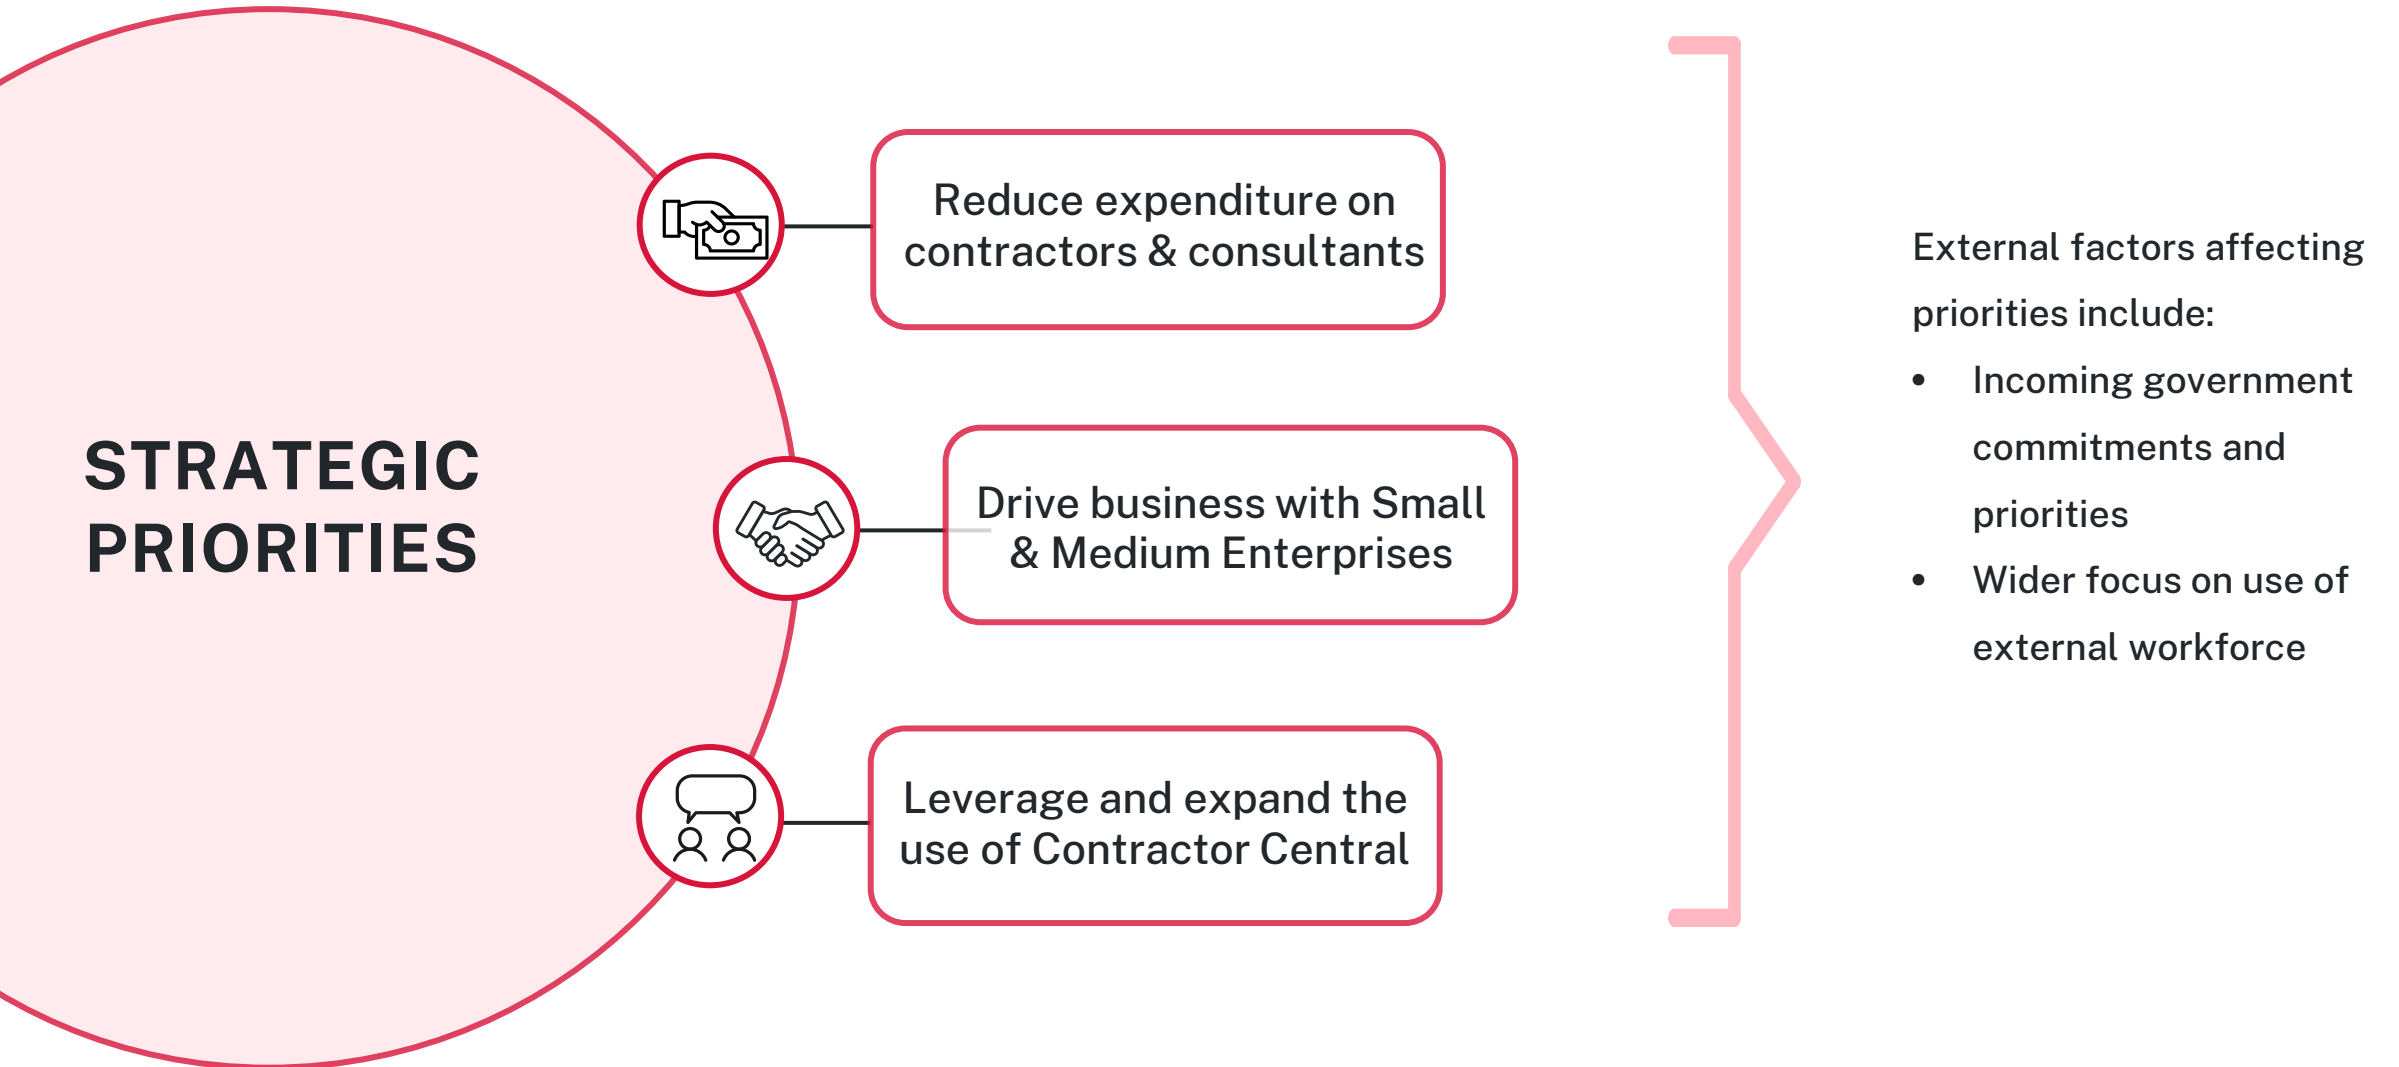 STRATEGIC
PRIORITIES
Reduce expenditure on
contractors & consultants
Drive business with Small
& Medium Enterprises
Leverage and expand the
use of Contractor Central
External factors affecting
priorities include:
• Incoming government
commitments and
priorities
• Wider focus on use of
external workforce